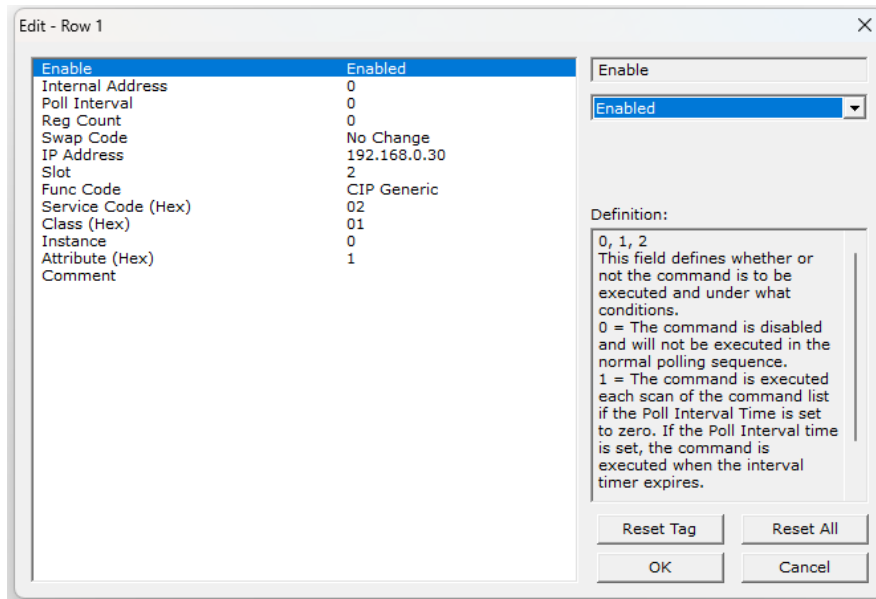 Edit - Row 1
Enable Enabled
Internal Address 0
Poll Interval 0
Reg Count 0
Swap Code No Change
IP Address 192.168.0.30
Slot 2
Func Code CIP Generic
Service Code (Hex) 02
Class (Hex) 01
Instance 0
Attribute (Hex) 1
Comment
Enable
Enabled
Definition:
0, 1, 2
This field defines whether or
not the command is to be
executed and under what
conditions.
0 = The command is disabled
and will not be executed in the
normal polling sequence.
1 = The command is executed
each scan of the command list
if the Poll Interval Time is set
to zero. If the Poll Interval time
is set, the command is
executed when the interval
timer expires.
Reset Tag Reset All
OK Cancel